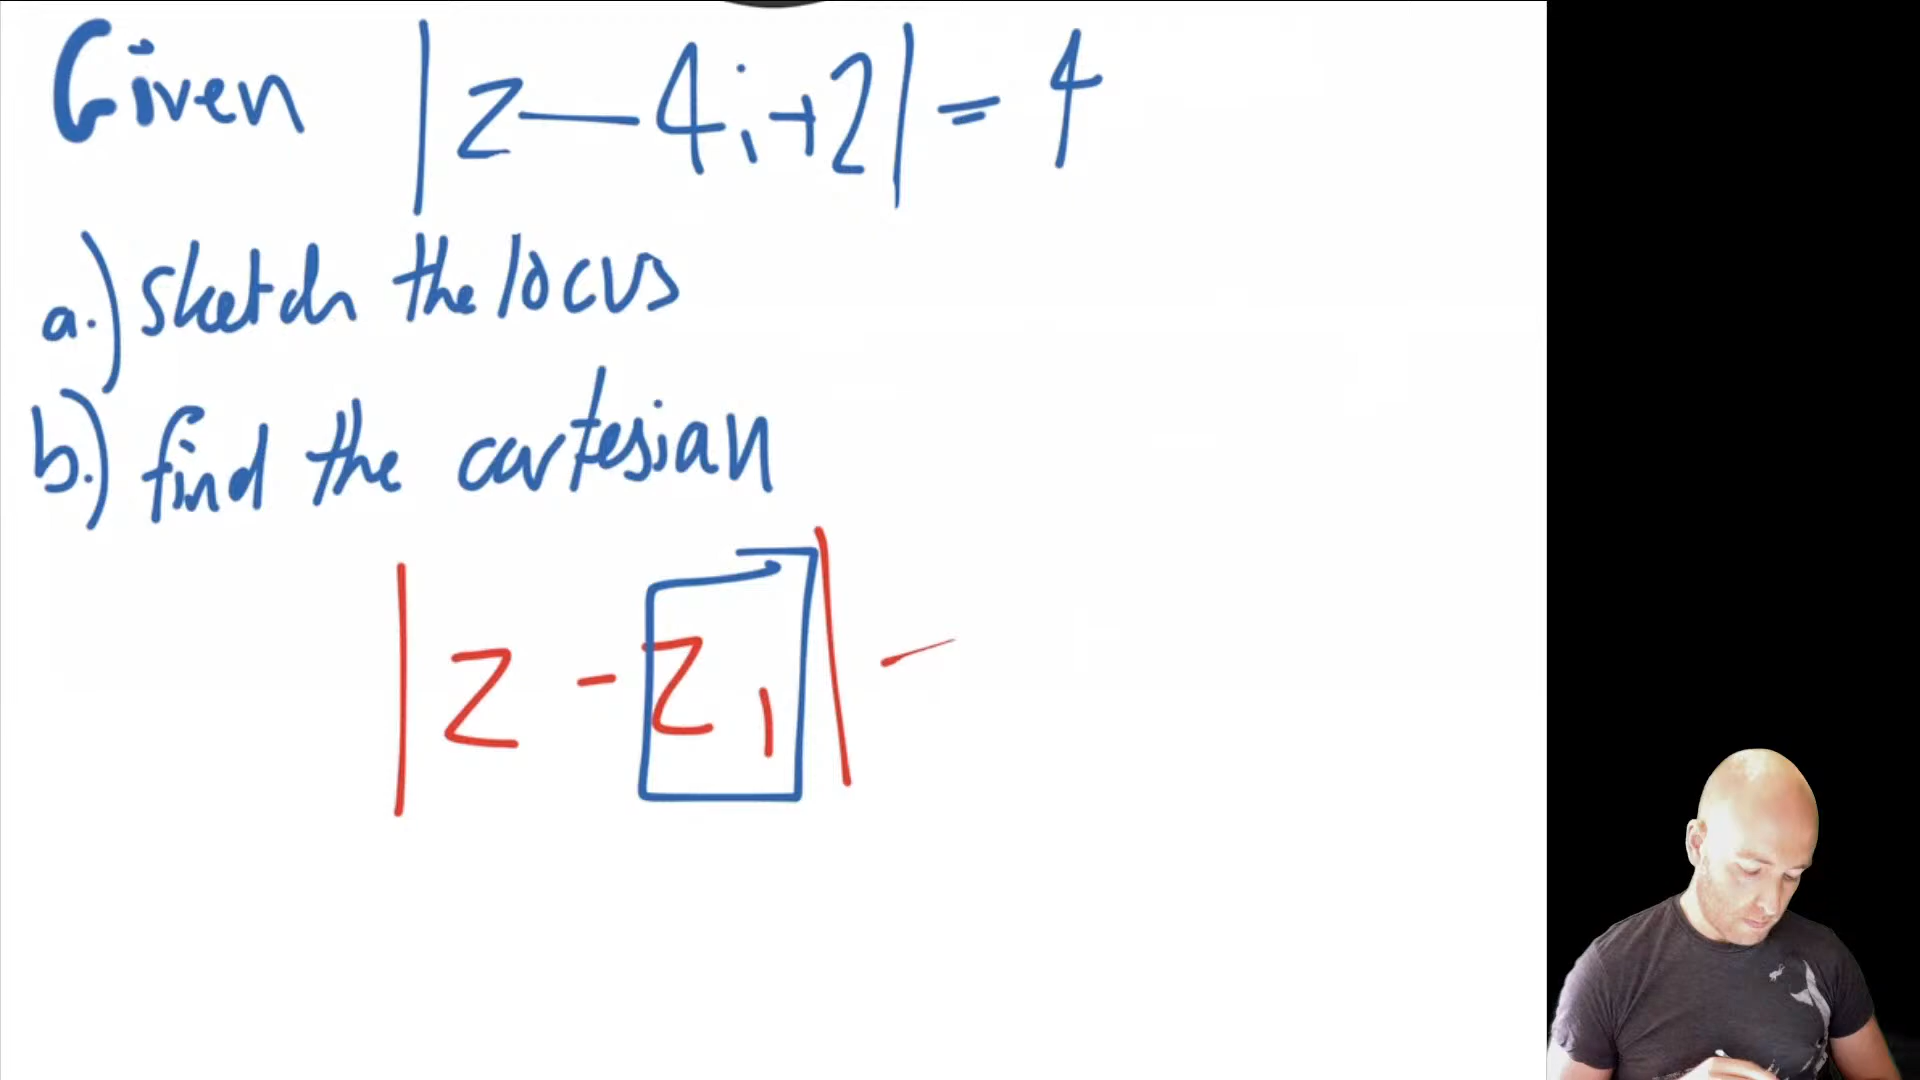 Given |z — 4i + 2| = 4
a.) sketch the locus
b.) find the cartesian
|z - z₁| -